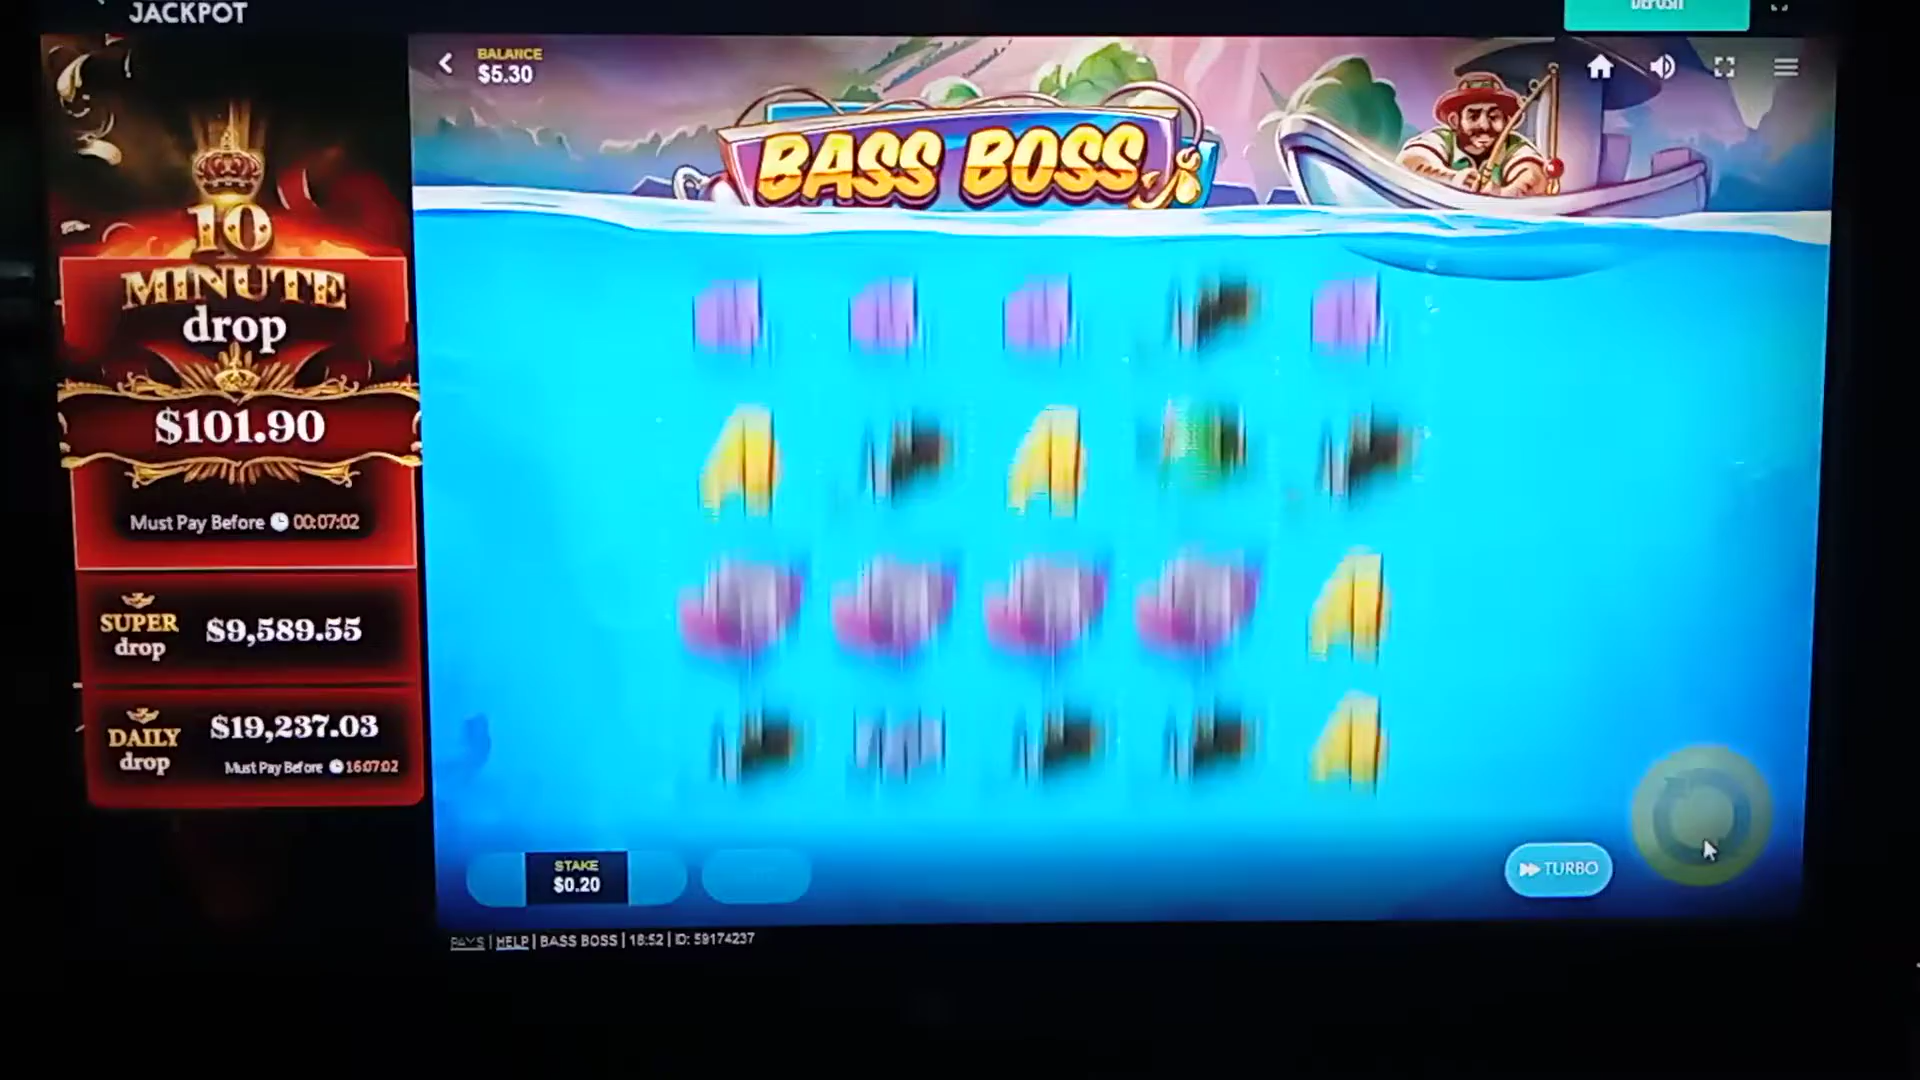 JACKPOT
DEPOSIT
BALANCE
$5.30
BASS BOSS
10
MINUTE
drop
$101.90
Must Pay Before 00:07:02
SUPER
drop
$9,589.55
DAILY
drop
$19,237.03
Must Pay Before 16:07:02
STAKE
$0.20
TURBO
PAYS | HELP | BASS BOSS | 18:52 | ID: 59174237